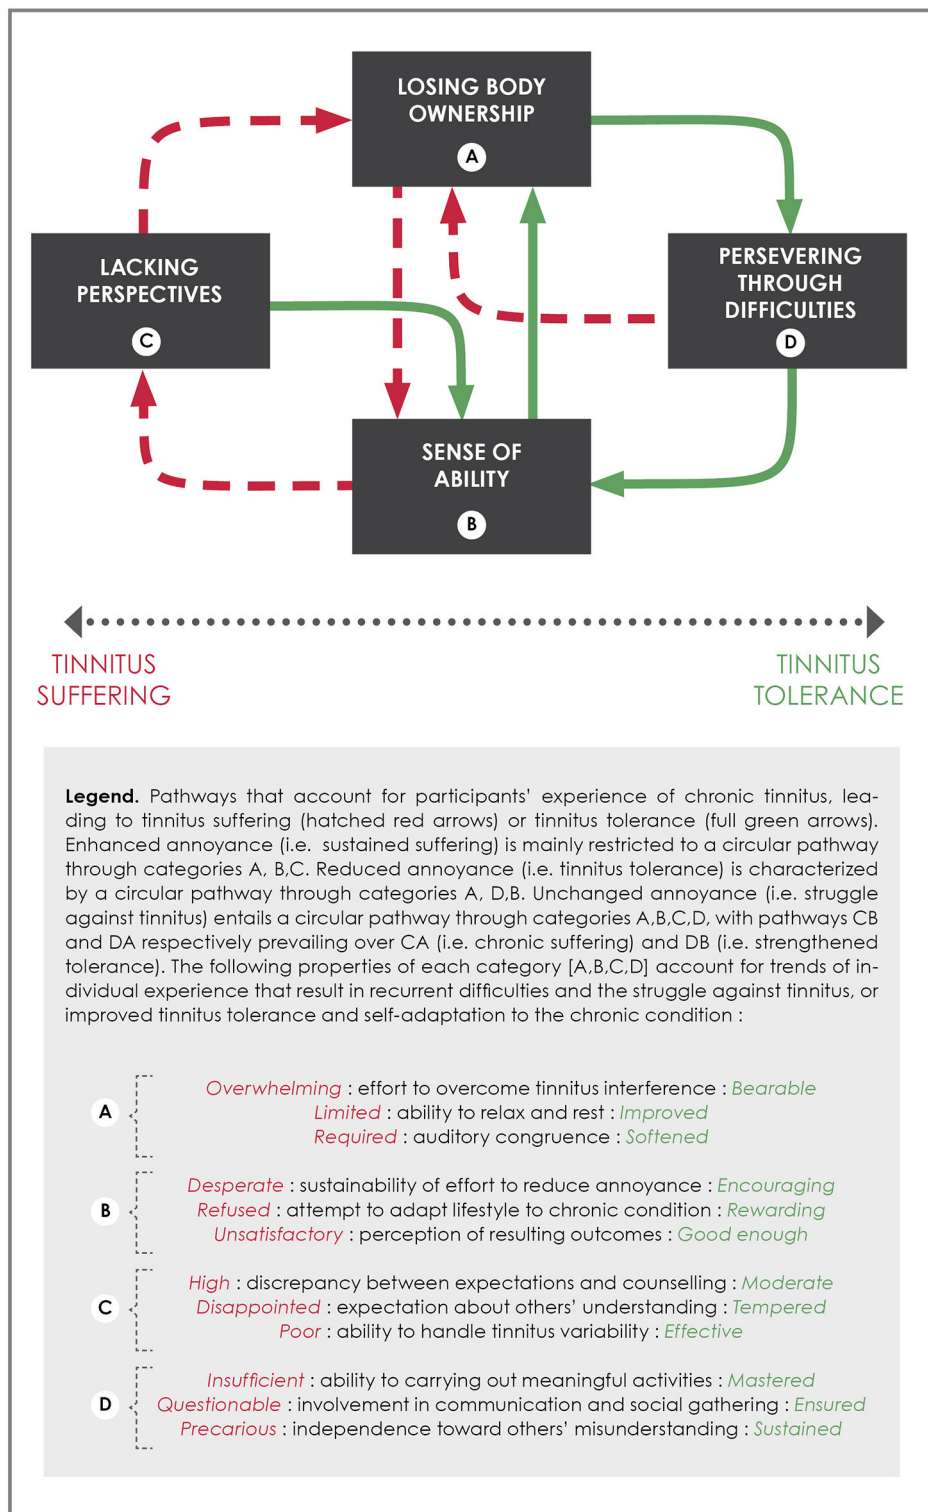 LOSING BODY
OWNERSHIP
A
LACKING
PERSPECTIVES
C
PERSEVERING
THROUGH
DIFFICULTIES
D
SENSE OF
ABILITY
B
TINNITUS
SUFFERING
TINNITUS
TOLERANCE
Legend. Pathways that account for participants’ experience of chronic tinnitus, lea-
ding to tinnitus suffering (hatched red arrows) or tinnitus tolerance (full green arrows).
Enhanced annoyance (i.e. sustained suffering) is mainly restricted to a circular pathway
through categories A, B,C. Reduced annoyance (i.e. tinnitus tolerance) is characterized
by a circular pathway through categories A, D,B. Unchanged annoyance (i.e. struggle
against tinnitus) entails a circular pathway through categories A,B,C,D, with pathways CB
and DA respectively prevailing over CA (i.e. chronic suffering) and DB (i.e. strengthened
tolerance). The following properties of each category [A,B,C,D] account for trends of in-
dividual experience that result in recurrent difficulties and the struggle against tinnitus, or
improved tinnitus tolerance and self-adaptation to the chronic condition :
A
Overwhelming : effort to overcome tinnitus interference : Bearable
Limited : ability to relax and rest : Improved
Required : auditory congruence : Softened
B
Desperate : sustainability of effort to reduce annoyance : Encouraging
Refused : attempt to adapt lifestyle to chronic condition : Rewarding
Unsatisfactory : perception of resulting outcomes : Good enough
C
High : discrepancy between expectations and counselling : Moderate
Disappointed : expectation about others’ understanding : Tempered
Poor : ability to handle tinnitus variability : Effective
D
Insufficient : ability to carrying out meaningful activities : Mastered
Questionable : involvement in communication and social gathering : Ensured
Precarious : independence toward others’ misunderstanding : Sustained